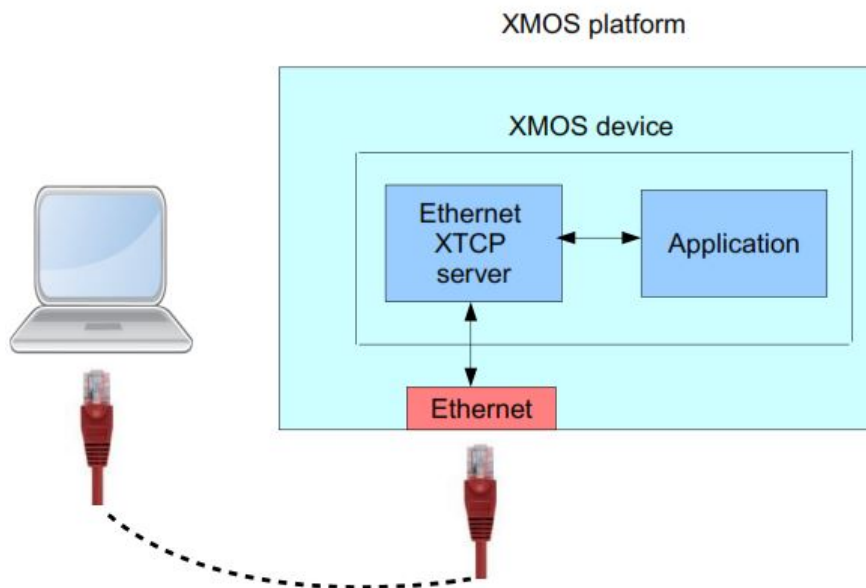 XMOS platform
XMOS device
Ethernet
XTCP
server
Application
Ethernet